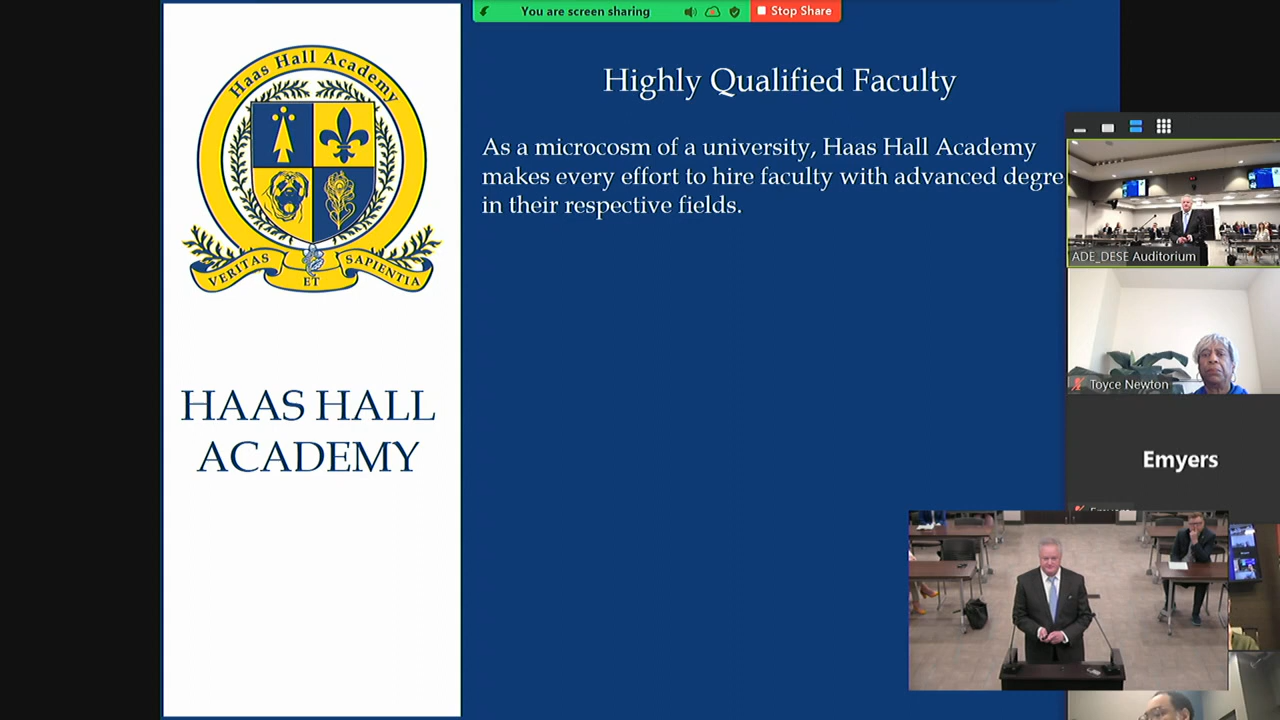 You are screen sharing
Stop Share
Haas Hall Academy
VERITAS
ET
SAPIENTIA
HAAS HALL
ACADEMY
Highly Qualified Faculty
As a microcosm of a university, Haas Hall Academy
makes every effort to hire faculty with advanced degre
in their respective fields.
ADE_DESE Auditorium
Toyce Newton
Emyers